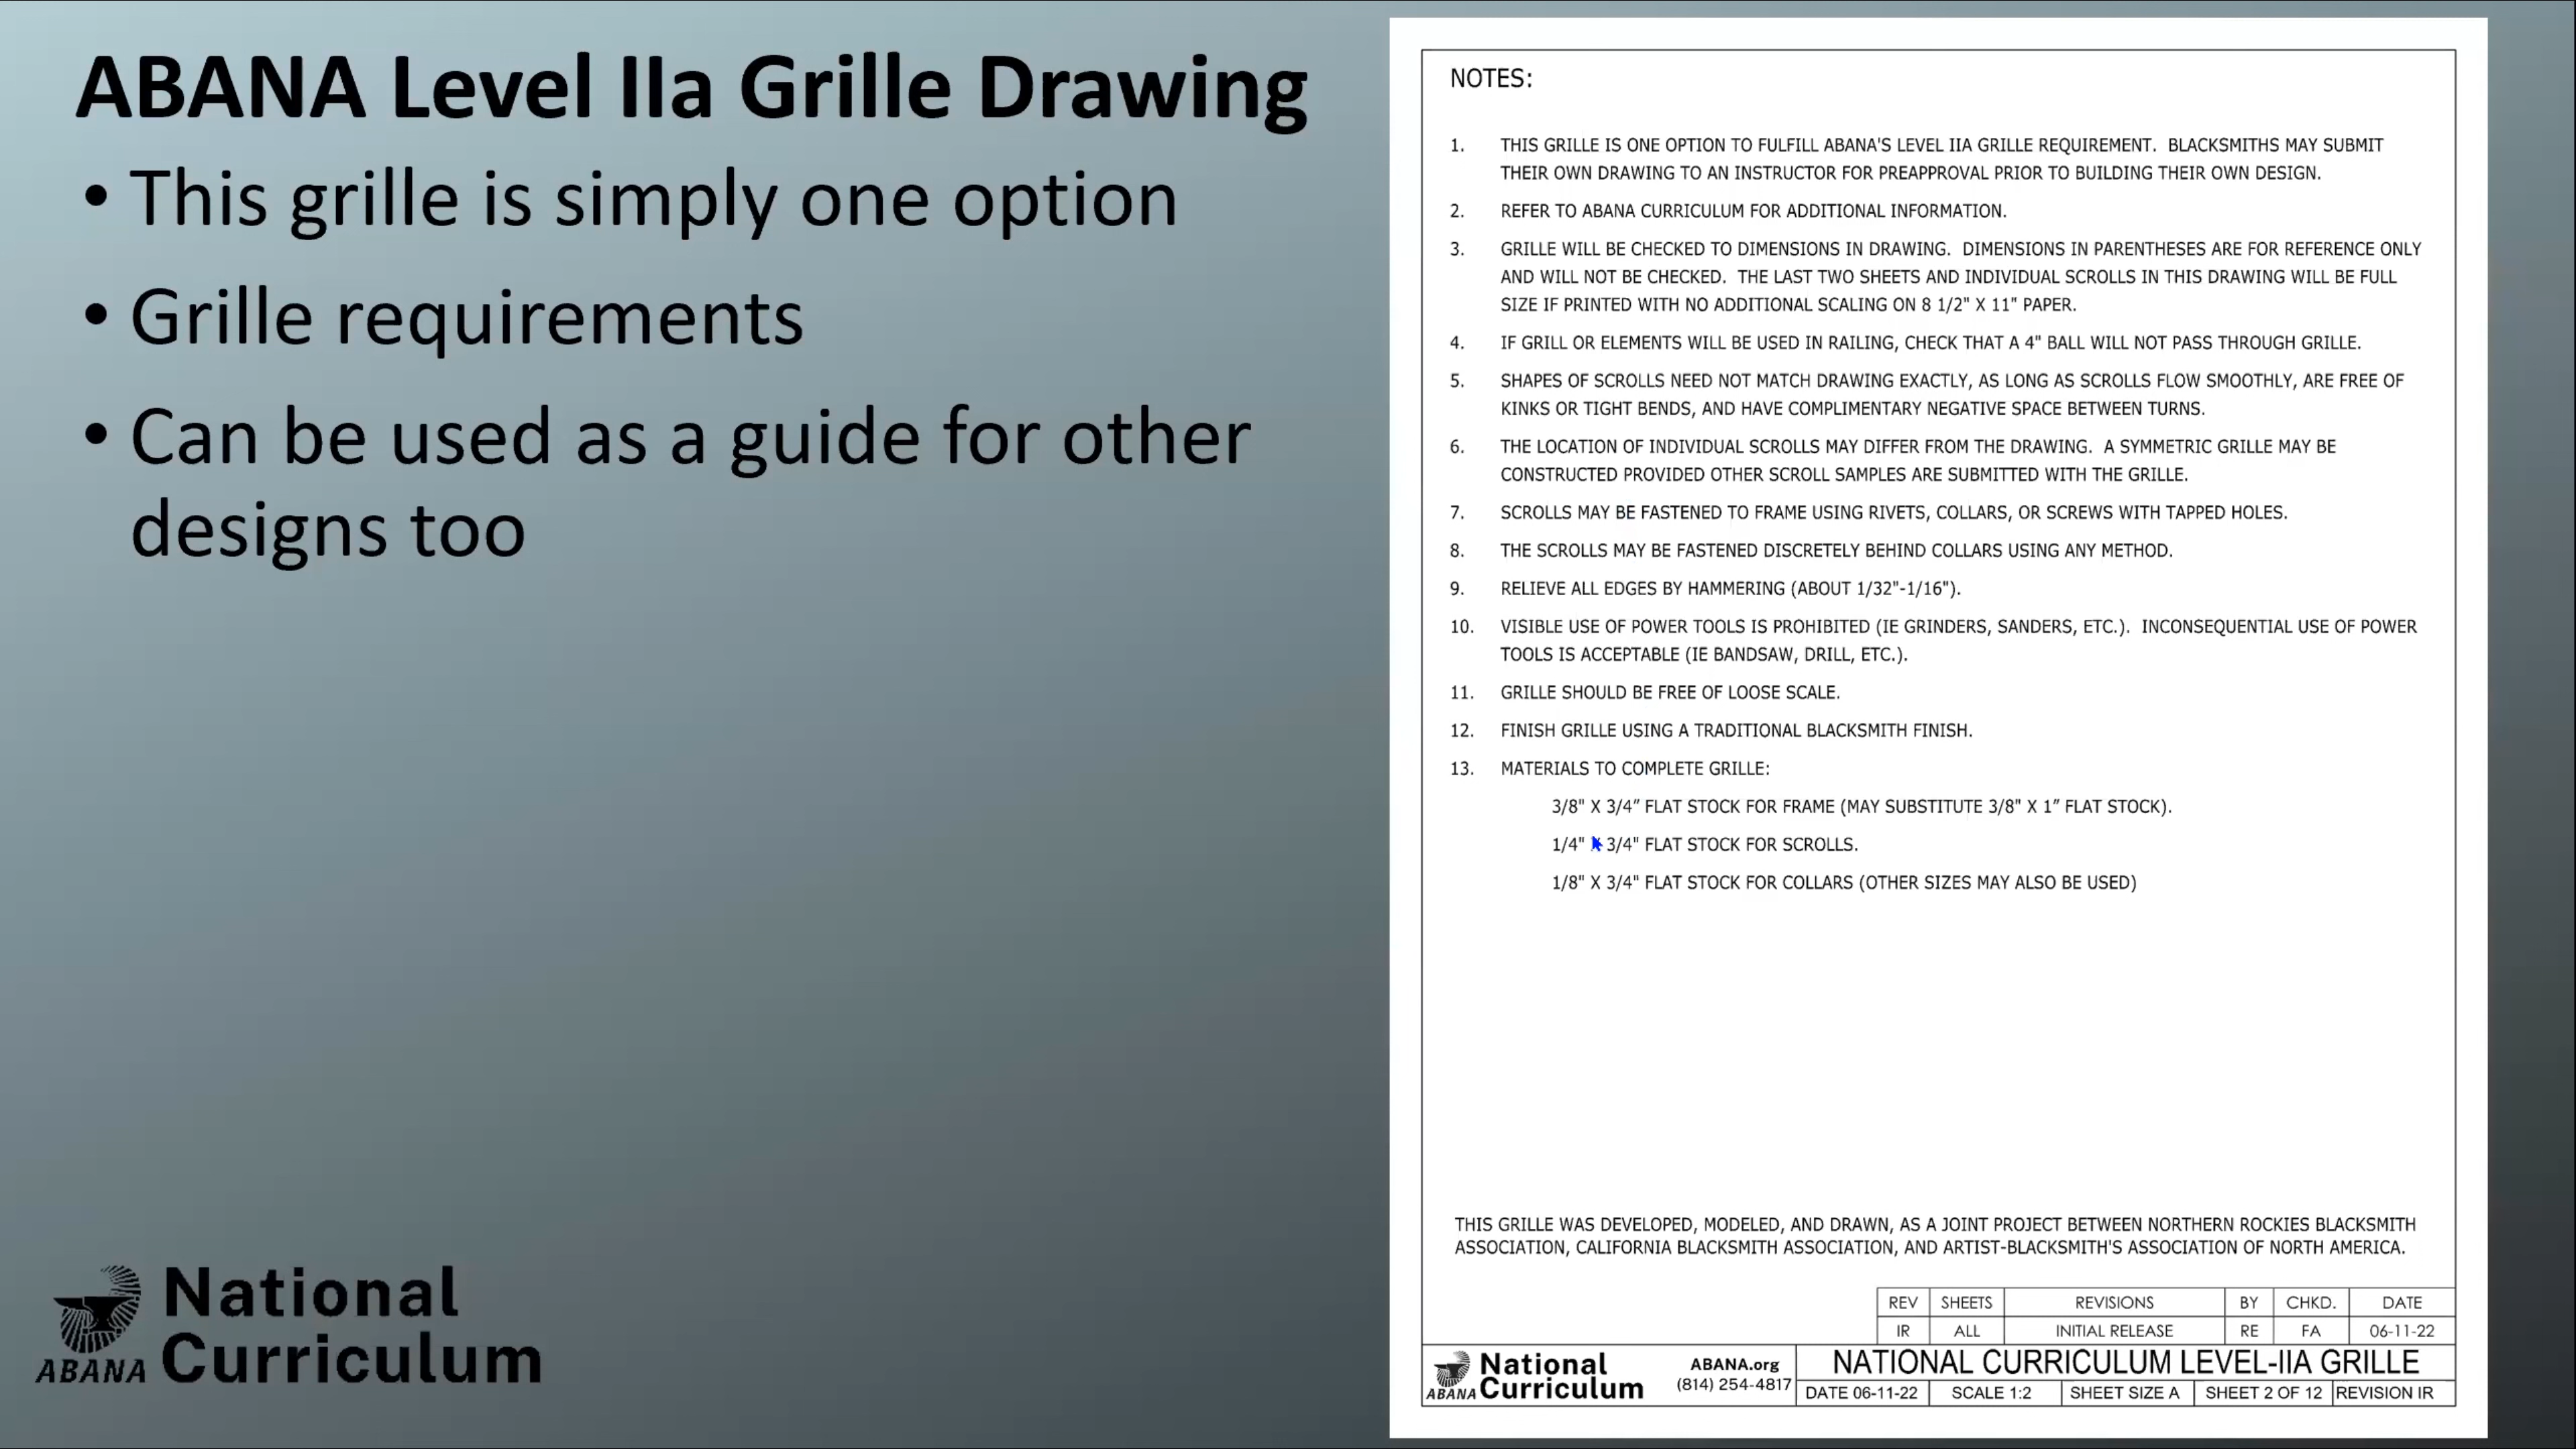 ABANA Level IIa Grille Drawing
• This grille is simply one option
• Grille requirements
• Can be used as a guide for other
designs too
ABANA National
Curriculum
NOTES:
1. THIS GRILLE IS ONE OPTION TO FULFILL ABANA'S LEVEL IIA GRILLE REQUIREMENT. BLACKSMITHS MAY SUBMIT
THEIR OWN DRAWING TO AN INSTRUCTOR FOR PREAPPROVAL PRIOR TO BUILDING THEIR OWN DESIGN.
2. REFER TO ABANA CURRICULUM FOR ADDITIONAL INFORMATION.
3. GRILLE WILL BE CHECKED TO DIMENSIONS IN DRAWING. DIMENSIONS IN PARENTHESES ARE FOR REFERENCE ONLY
AND WILL NOT BE CHECKED. THE LAST TWO SHEETS AND INDIVIDUAL SCROLLS IN THIS DRAWING WILL BE FULL
SIZE IF PRINTED WITH NO ADDITIONAL SCALING ON 8 1/2" X 11" PAPER.
4. IF GRILL OR ELEMENTS WILL BE USED IN RAILING, CHECK THAT A 4" BALL WILL NOT PASS THROUGH GRILLE.
5. SHAPES OF SCROLLS NEED NOT MATCH DRAWING EXACTLY, AS LONG AS SCROLLS FLOW SMOOTHLY, ARE FREE OF
KINKS OR TIGHT BENDS, AND HAVE COMPLIMENTARY NEGATIVE SPACE BETWEEN TURNS.
6. THE LOCATION OF INDIVIDUAL SCROLLS MAY DIFFER FROM THE DRAWING. A SYMMETRIC GRILLE MAY BE
CONSTRUCTED PROVIDED OTHER SCROLL SAMPLES ARE SUBMITTED WITH THE GRILLE.
7. SCROLLS MAY BE FASTENED TO FRAME USING RIVETS, COLLARS, OR SCREWS WITH TAPPED HOLES.
8. THE SCROLLS MAY BE FASTENED DISCRETELY BEHIND COLLARS USING ANY METHOD.
9. RELIEVE ALL EDGES BY HAMMERING (ABOUT 1/32"-1/16").
10. VISIBLE USE OF POWER TOOLS IS PROHIBITED (IE GRINDERS, SANDERS, ETC.). INCONSEQUENTIAL USE OF POWER
TOOLS IS ACCEPTABLE (IE BANDSAW, DRILL, ETC.).
11. GRILLE SHOULD BE FREE OF LOOSE SCALE.
12. FINISH GRILLE USING A TRADITIONAL BLACKSMITH FINISH.
13. MATERIALS TO COMPLETE GRILLE:
3/8" X 3/4" FLAT STOCK FOR FRAME (MAY SUBSTITUTE 3/8" X 1" FLAT STOCK).
1/4" X 3/4" FLAT STOCK FOR SCROLLS.
1/8" X 3/4" FLAT STOCK FOR COLLARS (OTHER SIZES MAY ALSO BE USED)
THIS GRILLE WAS DEVELOPED, MODELED, AND DRAWN, AS A JOINT PROJECT BETWEEN NORTHERN ROCKIES BLACKSMITH
ASSOCIATION, CALIFORNIA BLACKSMITH ASSOCIATION, AND ARTIST-BLACKSMITH'S ASSOCIATION OF NORTH AMERICA.
REV SHEETS REVISIONS BY CHKD. DATE
IR ALL INITIAL RELEASE RE FA 06-11-22
ABANA National
Curriculum
ABANA.org
(814) 254-4817
NATIONAL CURRICULUM LEVEL-IIA GRILLE
DATE 06-11-22 SCALE 1:2 SHEET SIZE A SHEET 2 OF 12 REVISION IR